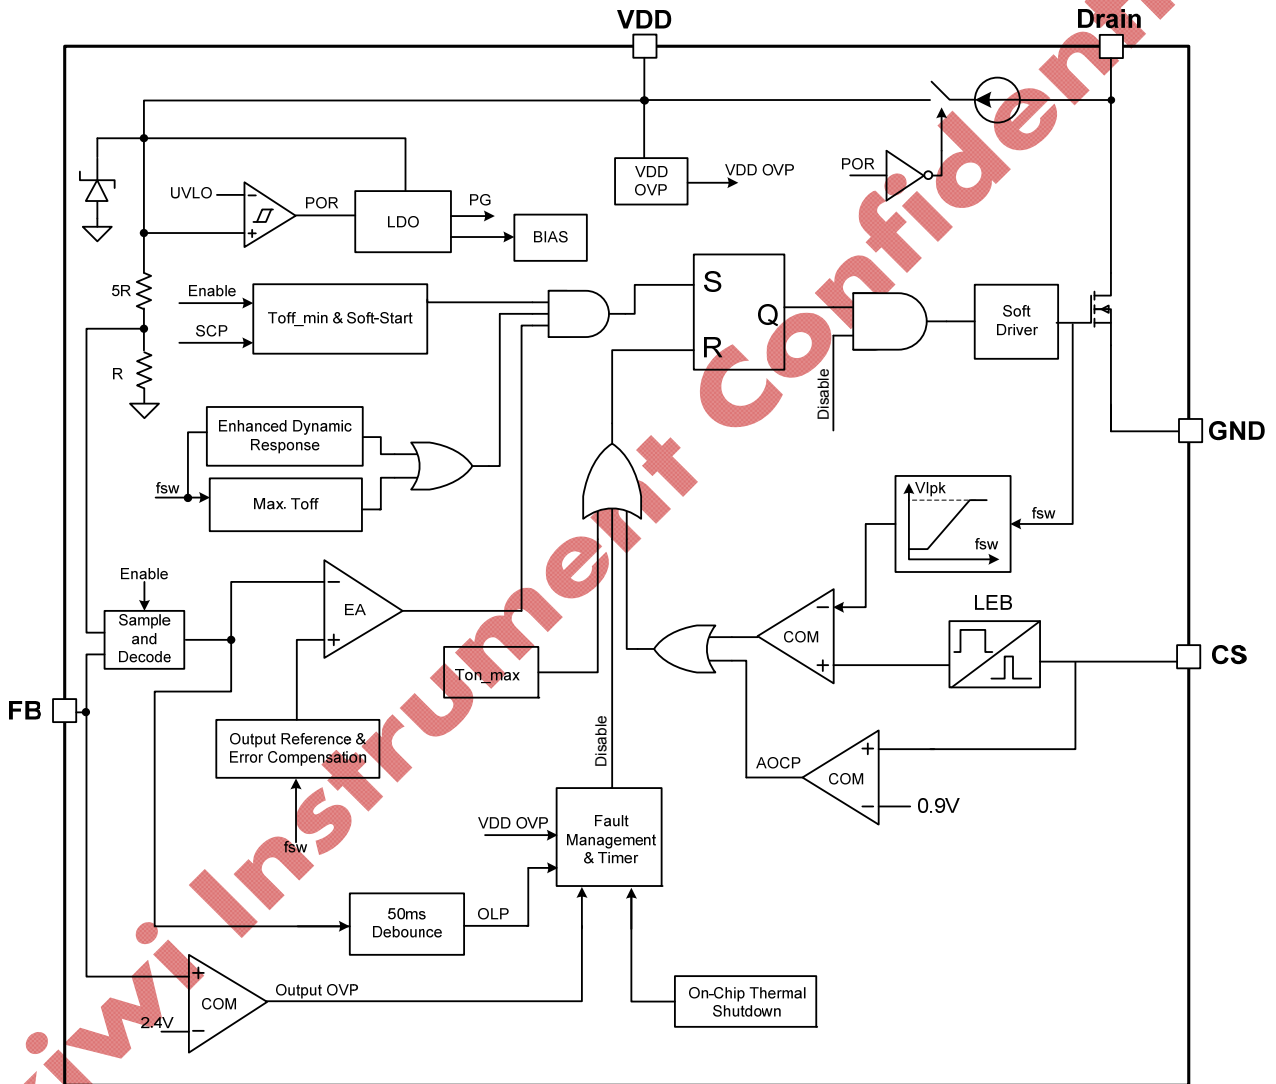 VDD
Drain
VDD
OVP
VDD OVP
POR
UVLO
−
+
POR
LDO
PG
BIAS
5R
R
Enable
SCP
Toff_min & Soft-Start
S
R
Q
Disable
Soft
Driver
GND
Enhanced Dynamic
Response
fsw
Max. Toff
VIpk
fsw
fsw
Enable
Sample
and
Decode
−
EA
+
Ton_max
−
COM
+
LEB
CS
FB
Output Reference &
Error Compensation
fsw
Disable
AOCP
+
COM
−
0.9V
VDD OVP
Fault
Management
& Timer
50ms
Debounce
OLP
+
COM
−
2.4V
Output OVP
On-Chip Thermal
Shutdown
iwi Instrument Confidenti